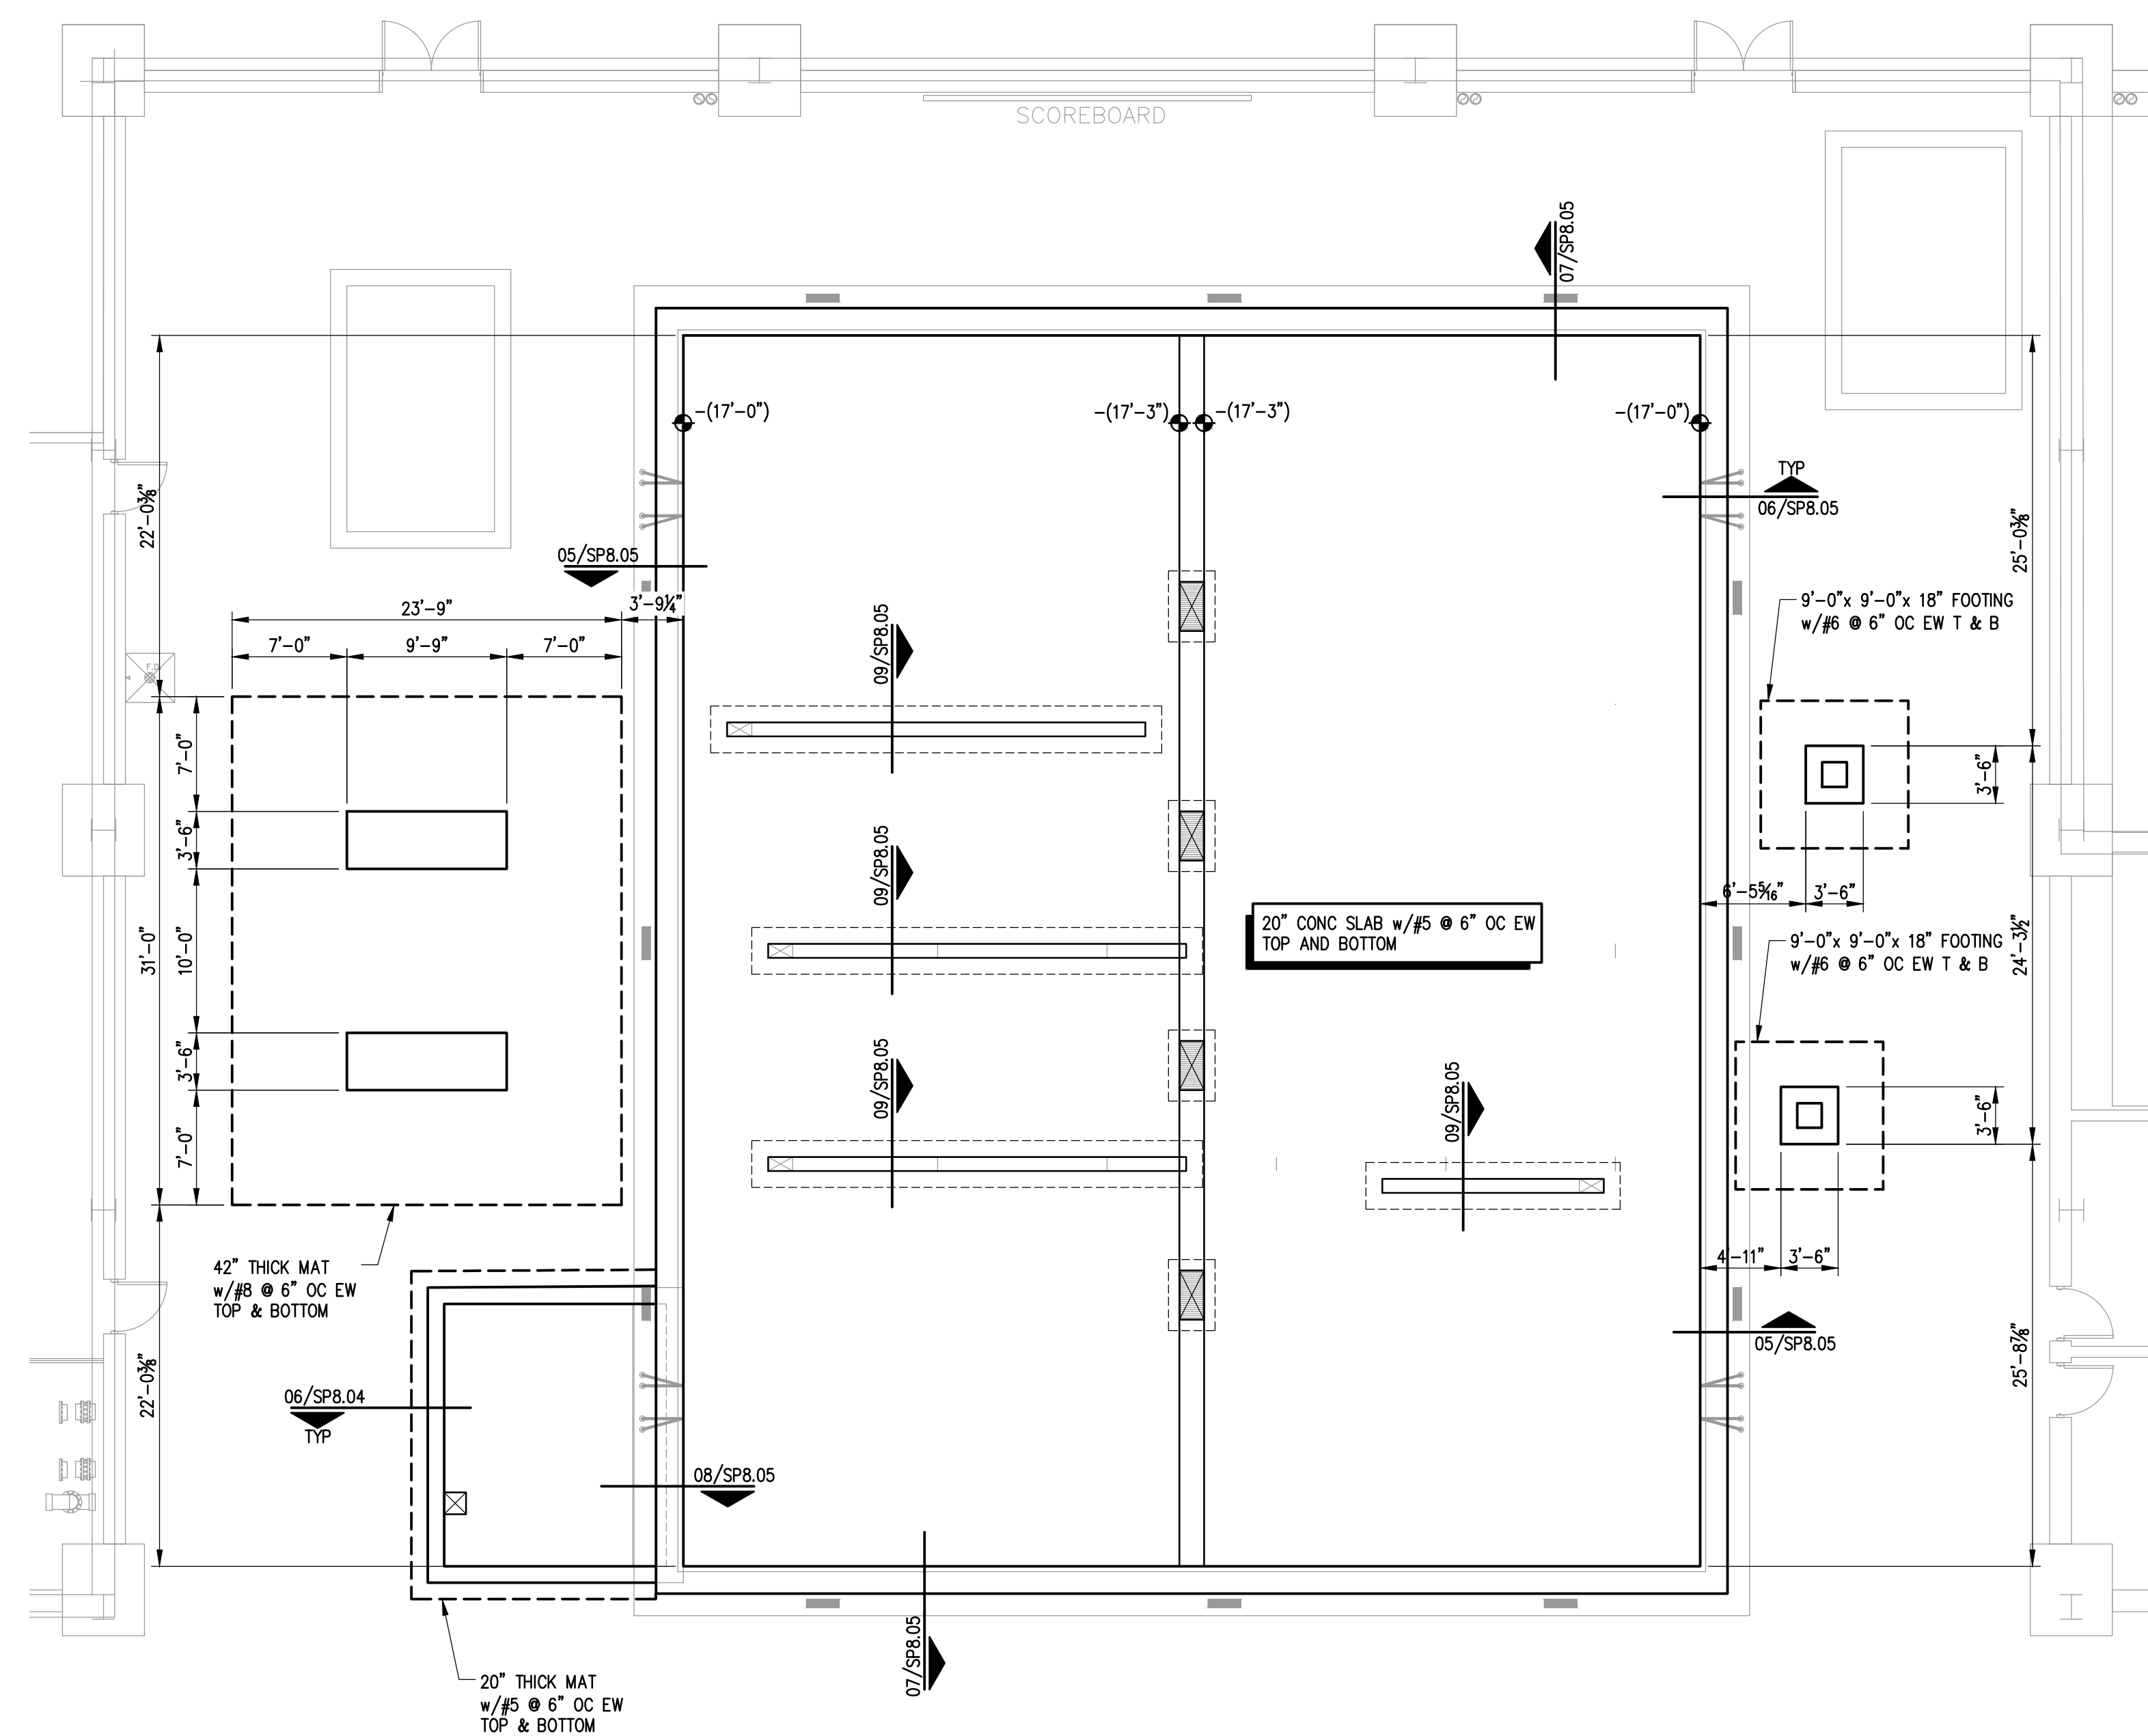 SCOREBOARD
07/SP8.05
-(17'-0")
-(17'-3")
-(17'-3")
-(17'-0")
TYP
06/SP8.05
22'-0⅜"
25'-0⅜"
05/SP8.05
23'-9"
3'-9¼"
7'-0"
9'-9"
7'-0"
F.D.
09/SP8.05
9'-0"x 9'-0"x 18" FOOTING
w/#6 @ 6" OC EW T & B
7'-0"
3'-6"
3'-6"
09/SP8.05
6'-5⁵⁄₁₆"
3'-6"
31'-0"
10'-0"
20" CONC SLAB w/#5 @ 6" OC EW
TOP AND BOTTOM
9'-0"x 9'-0"x 18" FOOTING
w/#6 @ 6" OC EW T & B
24'-3½"
3'-6"
09/SP8.05
09/SP8.05
3'-6"
7'-0"
4'-11"
3'-6"
42" THICK MAT
w/#8 @ 6" OC EW
TOP & BOTTOM
05/SP8.05
22'-0⅜"
25'-8⅞"
06/SP8.04
TYP
08/SP8.05
07/SP8.05
20" THICK MAT
w/#5 @ 6" OC EW
TOP & BOTTOM